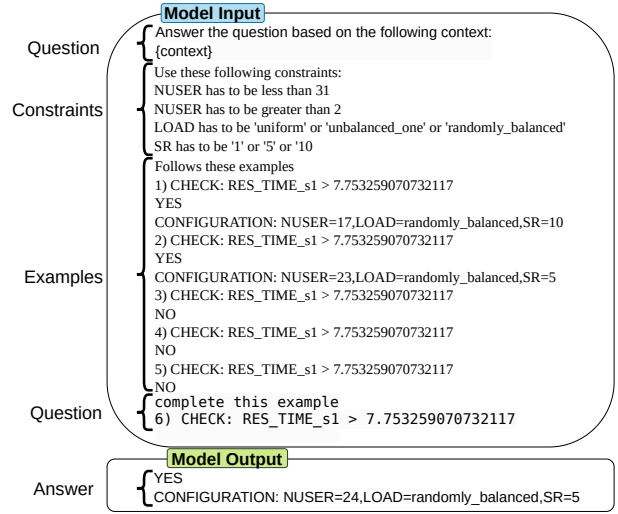 Model Input
Question
Answer the question based on the following context:
{context}
Constraints
Use these following constraints:
NUSER has to be less than 31
NUSER has to be greater than 2
LOAD has to be 'uniform' or 'unbalanced_one' or 'randomly_balanced'
SR has to be '1' or '5' or '10
Examples
Follows these examples
1) CHECK: RES_TIME_s1 > 7.753259070732117
YES
CONFIGURATION: NUSER=17,LOAD=randomly_balanced,SR=10
2) CHECK: RES_TIME_s1 > 7.753259070732117
YES
CONFIGURATION: NUSER=23,LOAD=randomly_balanced,SR=5
3) CHECK: RES_TIME_s1 > 7.753259070732117
NO
4) CHECK: RES_TIME_s1 > 7.753259070732117
NO
5) CHECK: RES_TIME_s1 > 7.753259070732117
NO
Question
complete this example
6) CHECK: RES_TIME_s1 > 7.753259070732117
Model Output
Answer
YES
CONFIGURATION: NUSER=24,LOAD=randomly_balanced,SR=5